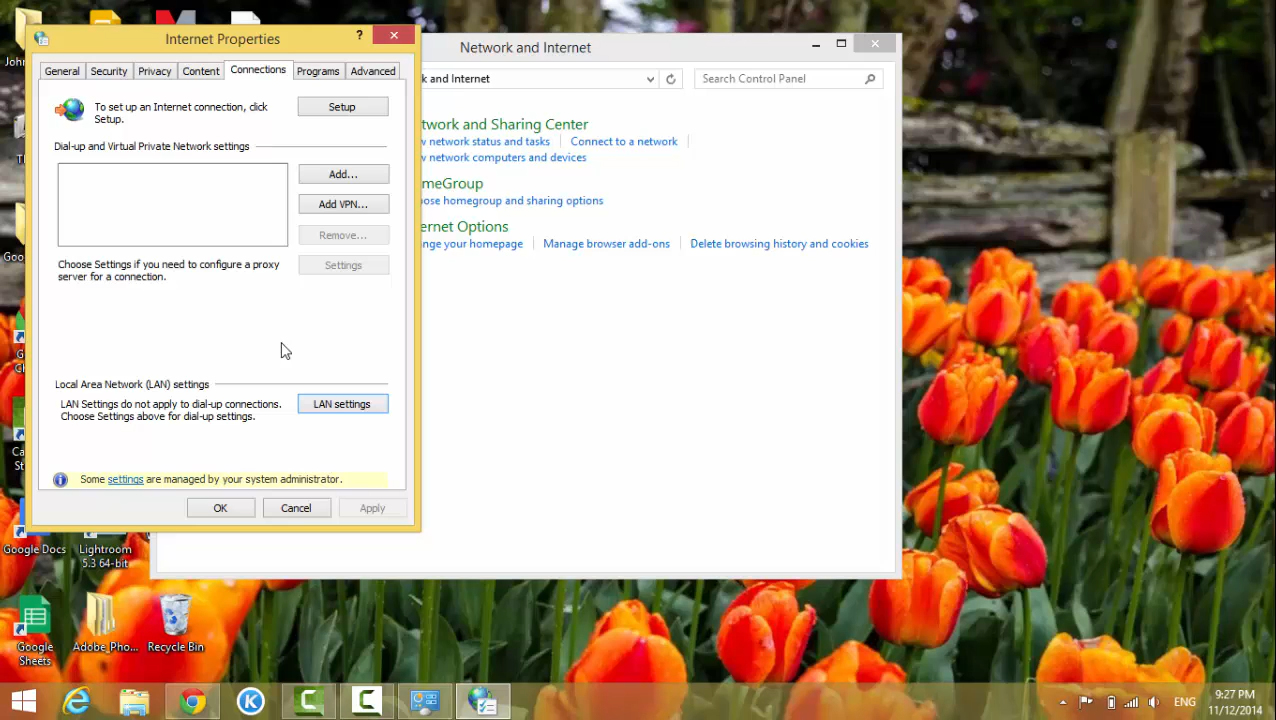 Internet Properties
?
General
Security
Privacy
Content
Connections
Programs
Advanced
To set up an Internet connection, click
Setup.
Setup
Dial-up and Virtual Private Network settings
Add...
Add VPN...
Remove...
Choose Settings if you need to configure a proxy
server for a connection.
Settings
Local Area Network (LAN) settings
LAN Settings do not apply to dial-up connections.
Choose Settings above for dial-up settings.
LAN settings
Some settings are managed by your system administrator.
OK
Cancel
Apply
Network and Internet
k and Internet
Search Control Panel
twork and Sharing Center
w network status and tasks
Connect to a network
w network computers and devices
meGroup
ose homegroup and sharing options
ernet Options
nge your homepage
Manage browser add-ons
Delete browsing history and cookies
Google Docs
Lightroom
5.3 64-bit
Google
Sheets
Adobe_Pho...
Recycle Bin
ENG
9:27 PM
11/12/2014